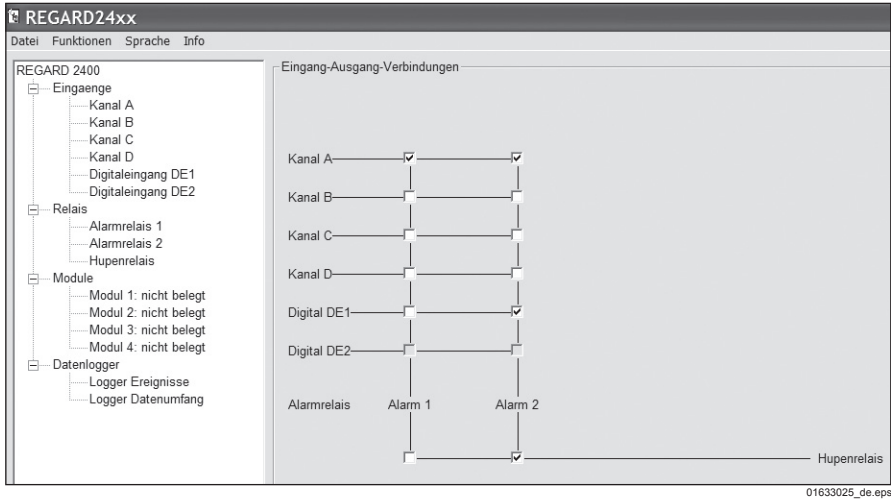 REGARD24xx
Datei Funktionen Sprache Info
REGARD 2400
Eingaenge
Kanal A
Kanal B
Kanal C
Kanal D
Digitaleingang DE1
Digitaleingang DE2
Relais
Alarmrelais 1
Alarmrelais 2
Hupenrelais
Module
Modul 1: nicht belegt
Modul 2: nicht belegt
Modul 3: nicht belegt
Modul 4: nicht belegt
Datenlogger
Logger Ereignisse
Logger Datenumfang
Eingang-Ausgang-Verbindungen
Kanal A
Kanal B
Kanal C
Kanal D
Digital DE1
Digital DE2
Alarmrelais Alarm 1 Alarm 2
Hupenrelais
01633025_de.eps